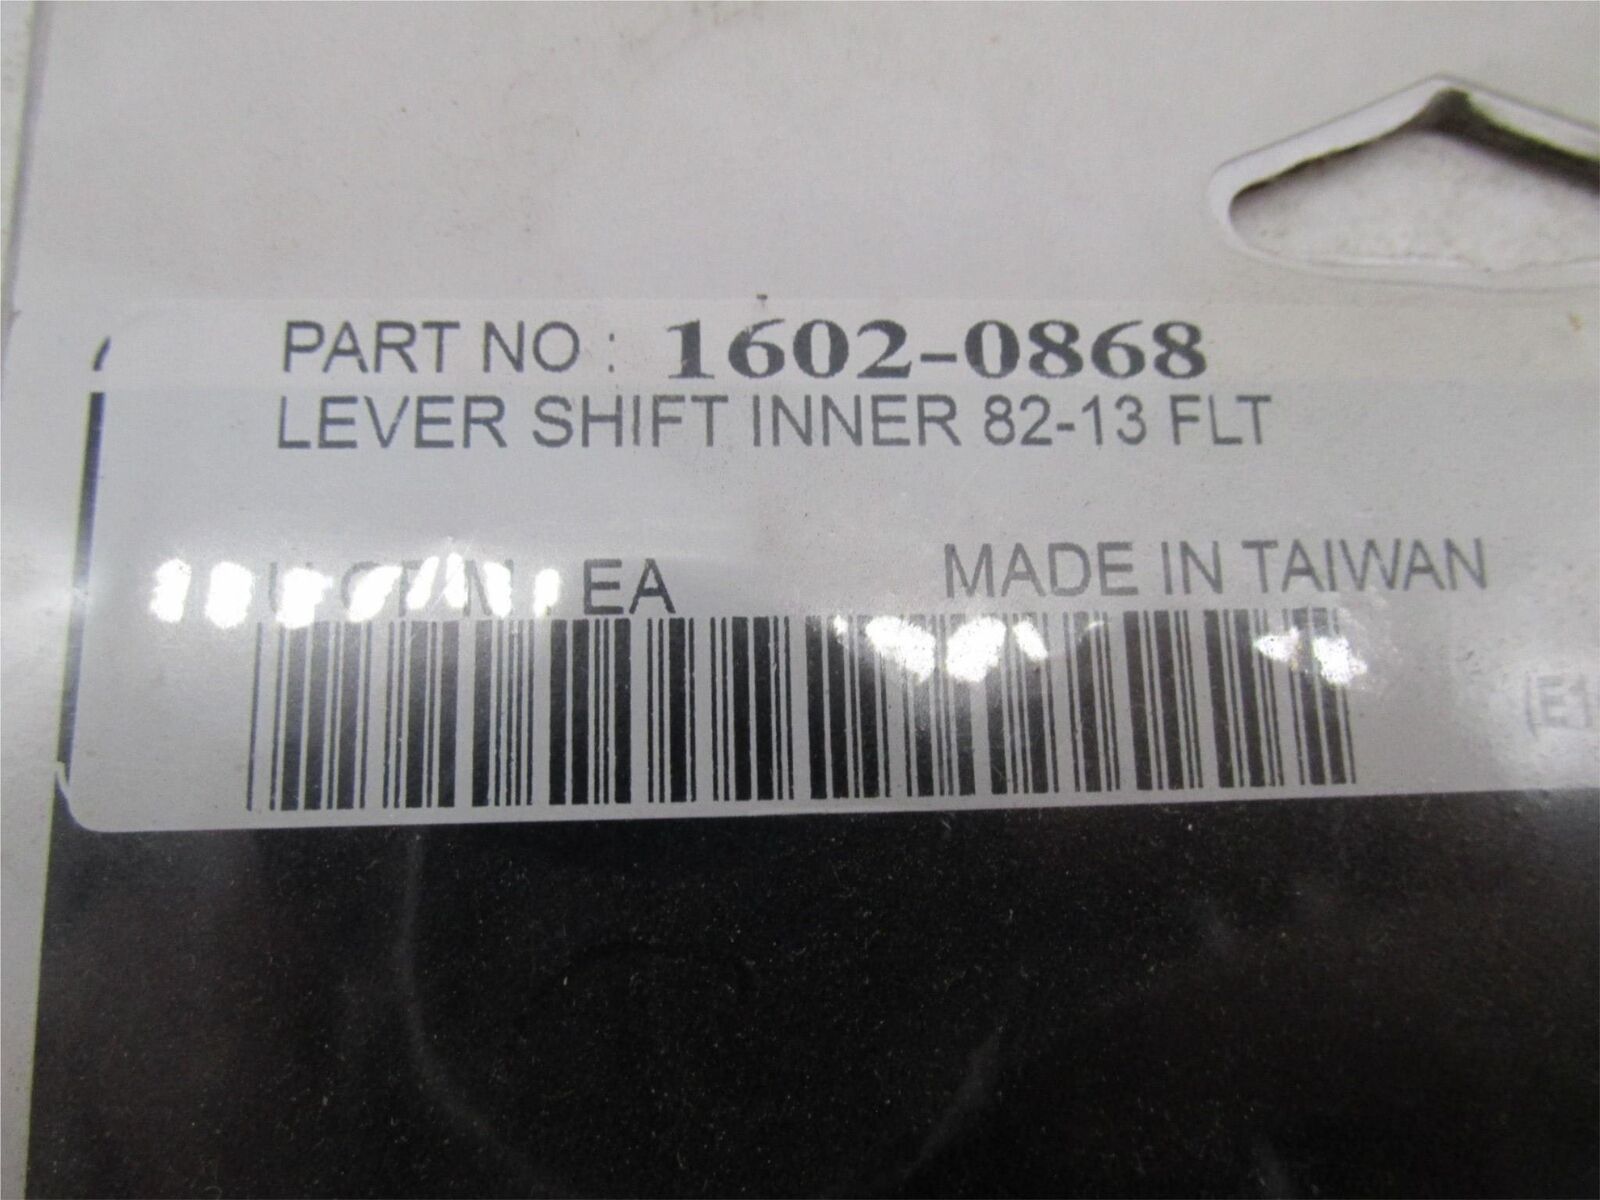 PART NO : 1602-0868
LEVER SHIFT INNER 82-13 FLT
EA MADE IN TAIWAN